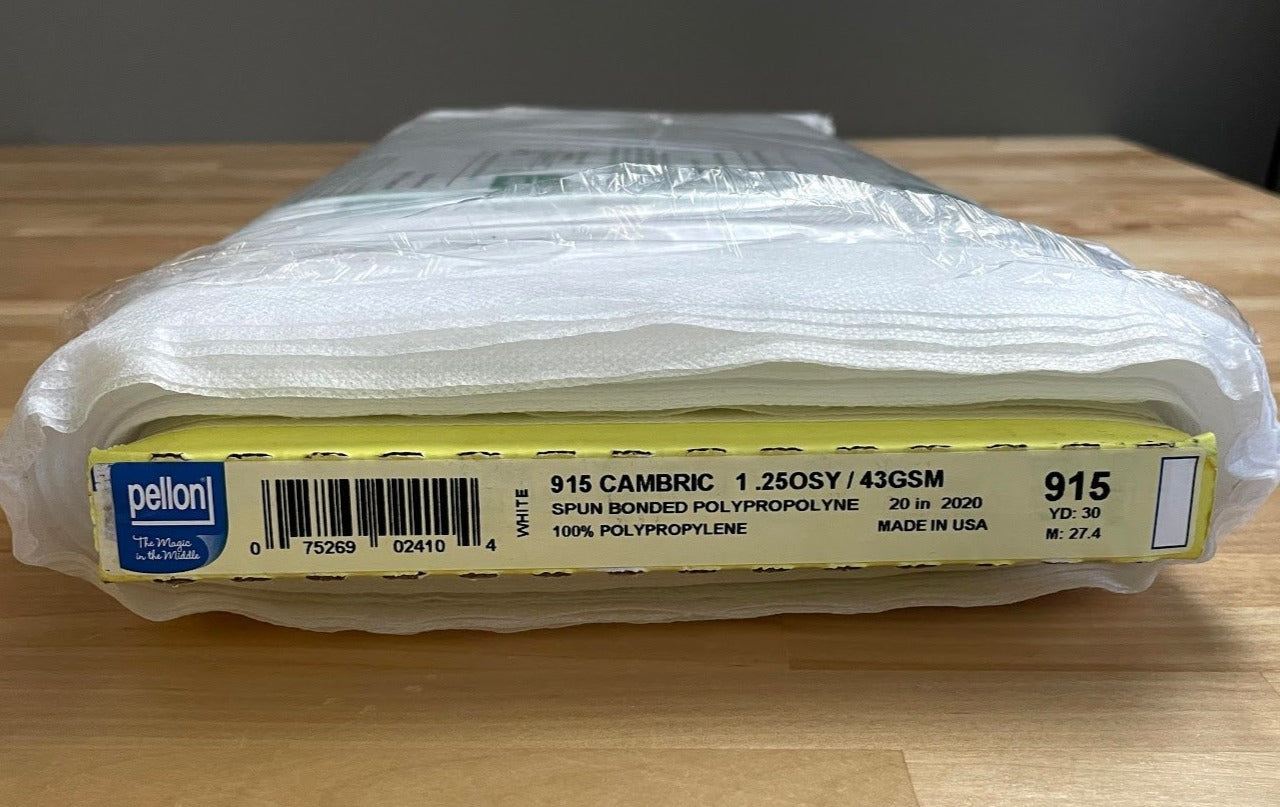 pellon
The Magic
in the Middle
0 75269 02410 4
WHITE
915 CAMBRIC 1 .25OSY / 43GSM
SPUN BONDED POLYPROPOLYNE 20 in 2020
100% POLYPROPYLENE MADE IN USA
915
YD: 30
M: 27.4